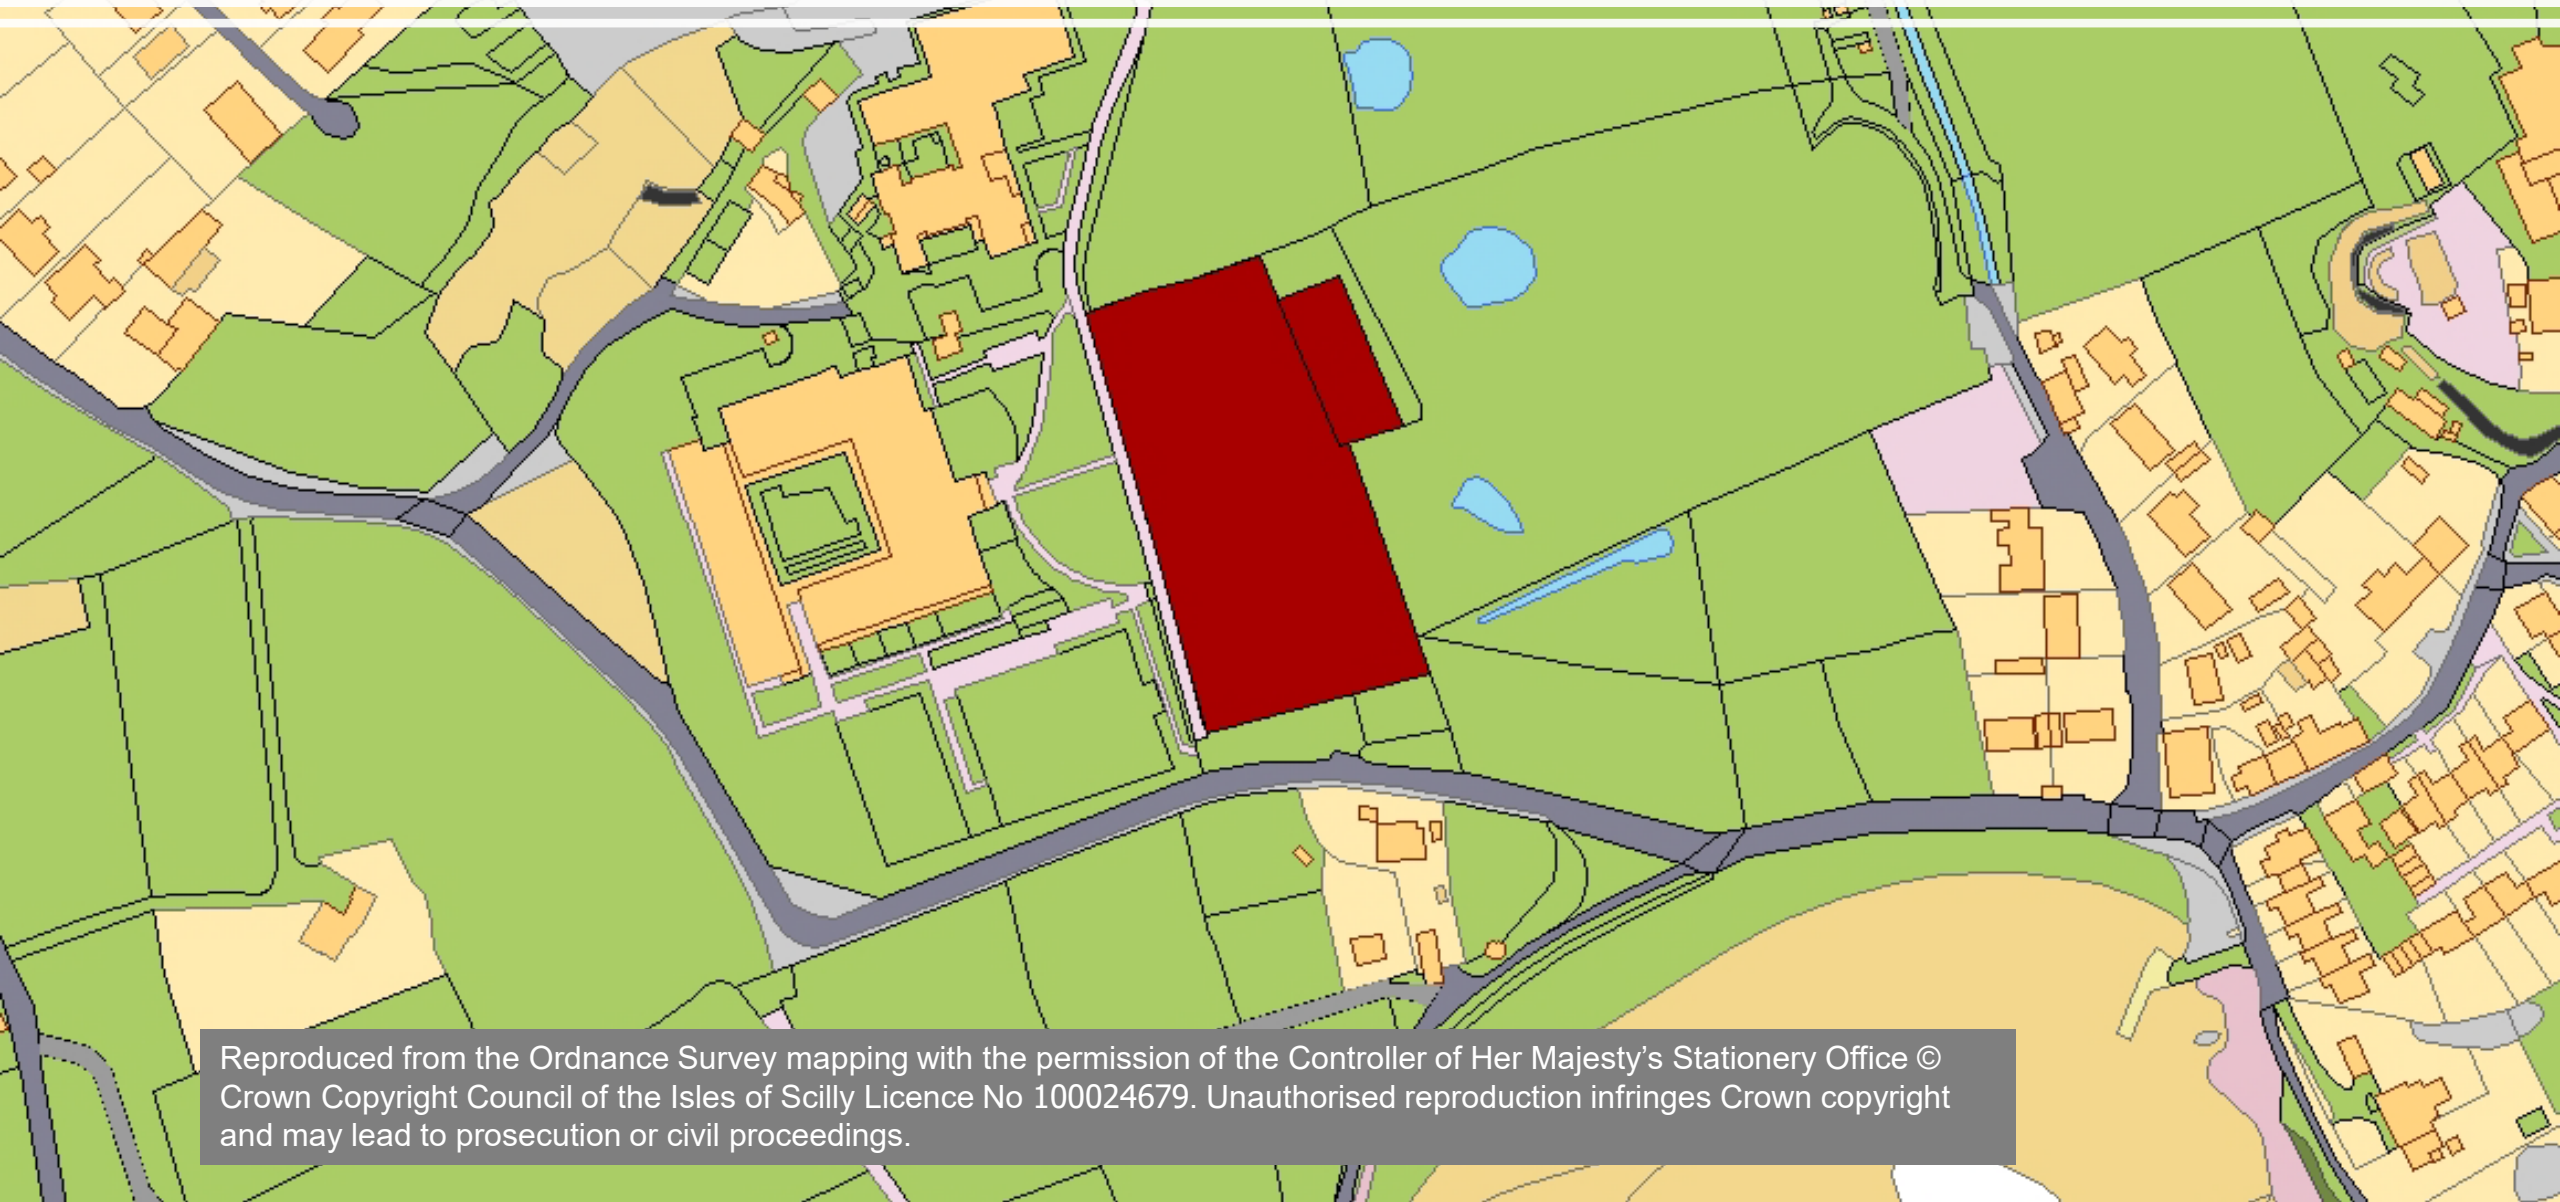 Reproduced from the Ordnance Survey mapping with the permission of the Controller of Her Majesty’s Stationery Office ©
Crown Copyright Council of the Isles of Scilly Licence No 100024679. Unauthorised reproduction infringes Crown copyright
and may lead to prosecution or civil proceedings.